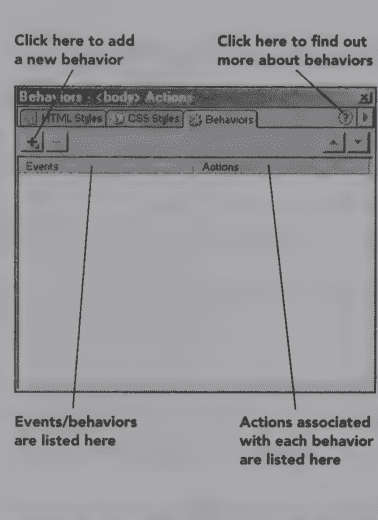 Click here to add
a new behavior
Click here to find out
more about behaviors
Behaviors - <body> Actions
HTML Styles CSS Styles Behaviors
Events Actions
Events/behaviors
are listed here
Actions associated
with each behavior
are listed here